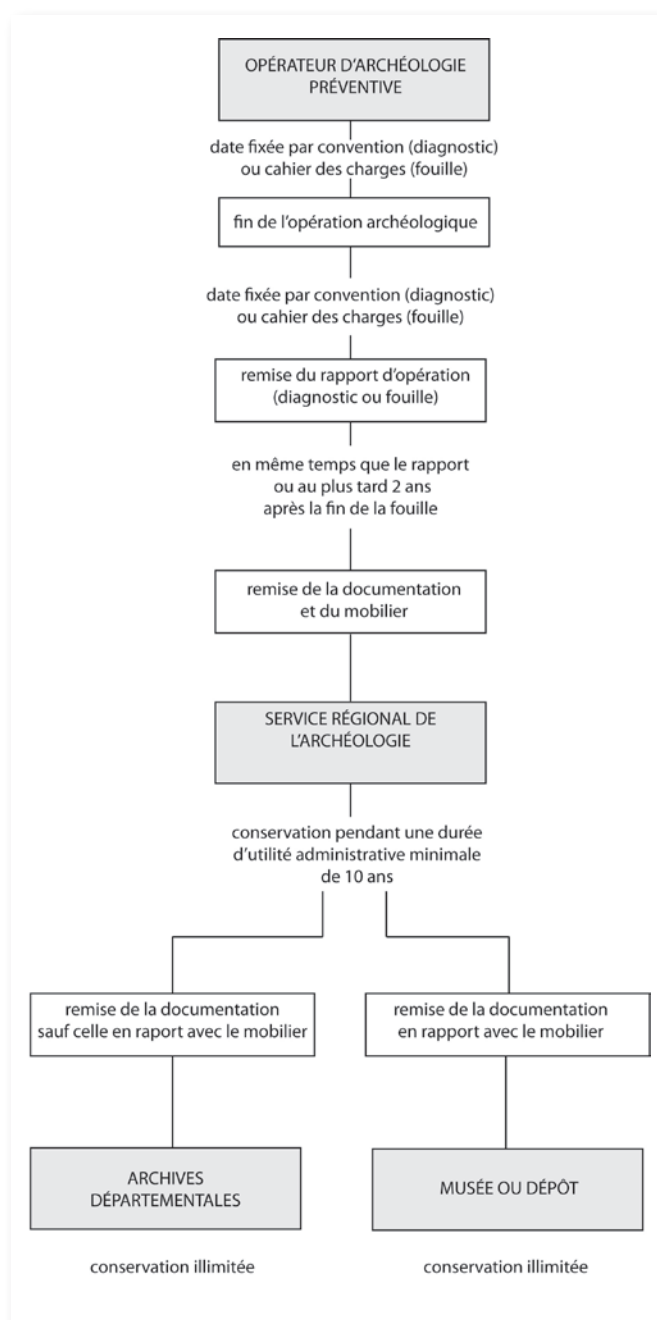 OPÉRATEUR D'ARCHÉOLOGIE
PRÉVENTIVE
date fixée par convention (diagnostic)
ou cahier des charges (fouille)
fin de l'opération archéologique
date fixée par convention (diagnostic)
ou cahier des charges (fouille)
remise du rapport d'opération
(diagnostic ou fouille)
en même temps que le rapport
ou au plus tard 2 ans
après la fin de la fouille
remise de la documentation
et du mobilier
SERVICE RÉGIONAL DE
L'ARCHÉOLOGIE
conservation pendant une durée
d'utilité administrative minimale
de 10 ans
remise de la documentation
sauf celle en raport avec le mobilier
remise de la documentation
en rapport avec le mobilier
ARCHIVES
DÉPARTEMENTALES
MUSÉE OU DÉPÔT
conservation illimitée
conservation illimitée